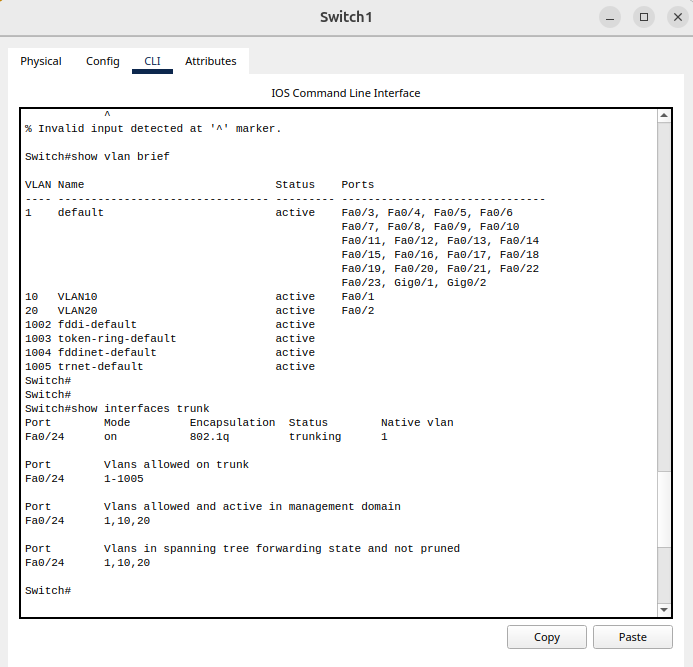 Switch1
Physical Config CLI Attributes
IOS Command Line Interface
^
% Invalid input detected at '^' marker.
Switch#show vlan brief
VLAN Name                             Status    Ports
---- -------------------------------- --------- -------------------------------
1    default                          active    Fa0/3, Fa0/4, Fa0/5, Fa0/6
                                                Fa0/7, Fa0/8, Fa0/9, Fa0/10
                                                Fa0/11, Fa0/12, Fa0/13, Fa0/14
                                                Fa0/15, Fa0/16, Fa0/17, Fa0/18
                                                Fa0/19, Fa0/20, Fa0/21, Fa0/22
                                                Fa0/23, Gig0/1, Gig0/2
10   VLAN10                           active    Fa0/1
20   VLAN20                           active    Fa0/2
1002 fddi-default                     active
1003 token-ring-default               active
1004 fddinet-default                  active
1005 trnet-default                    active
Switch#
Switch#
Switch#show interfaces trunk
Port        Mode         Encapsulation  Status        Native vlan
Fa0/24      on           802.1q         trunking      1
Port        Vlans allowed on trunk
Fa0/24      1-1005
Port        Vlans allowed and active in management domain
Fa0/24      1,10,20
Port        Vlans in spanning tree forwarding state and not pruned
Fa0/24      1,10,20
Switch#
Copy Paste